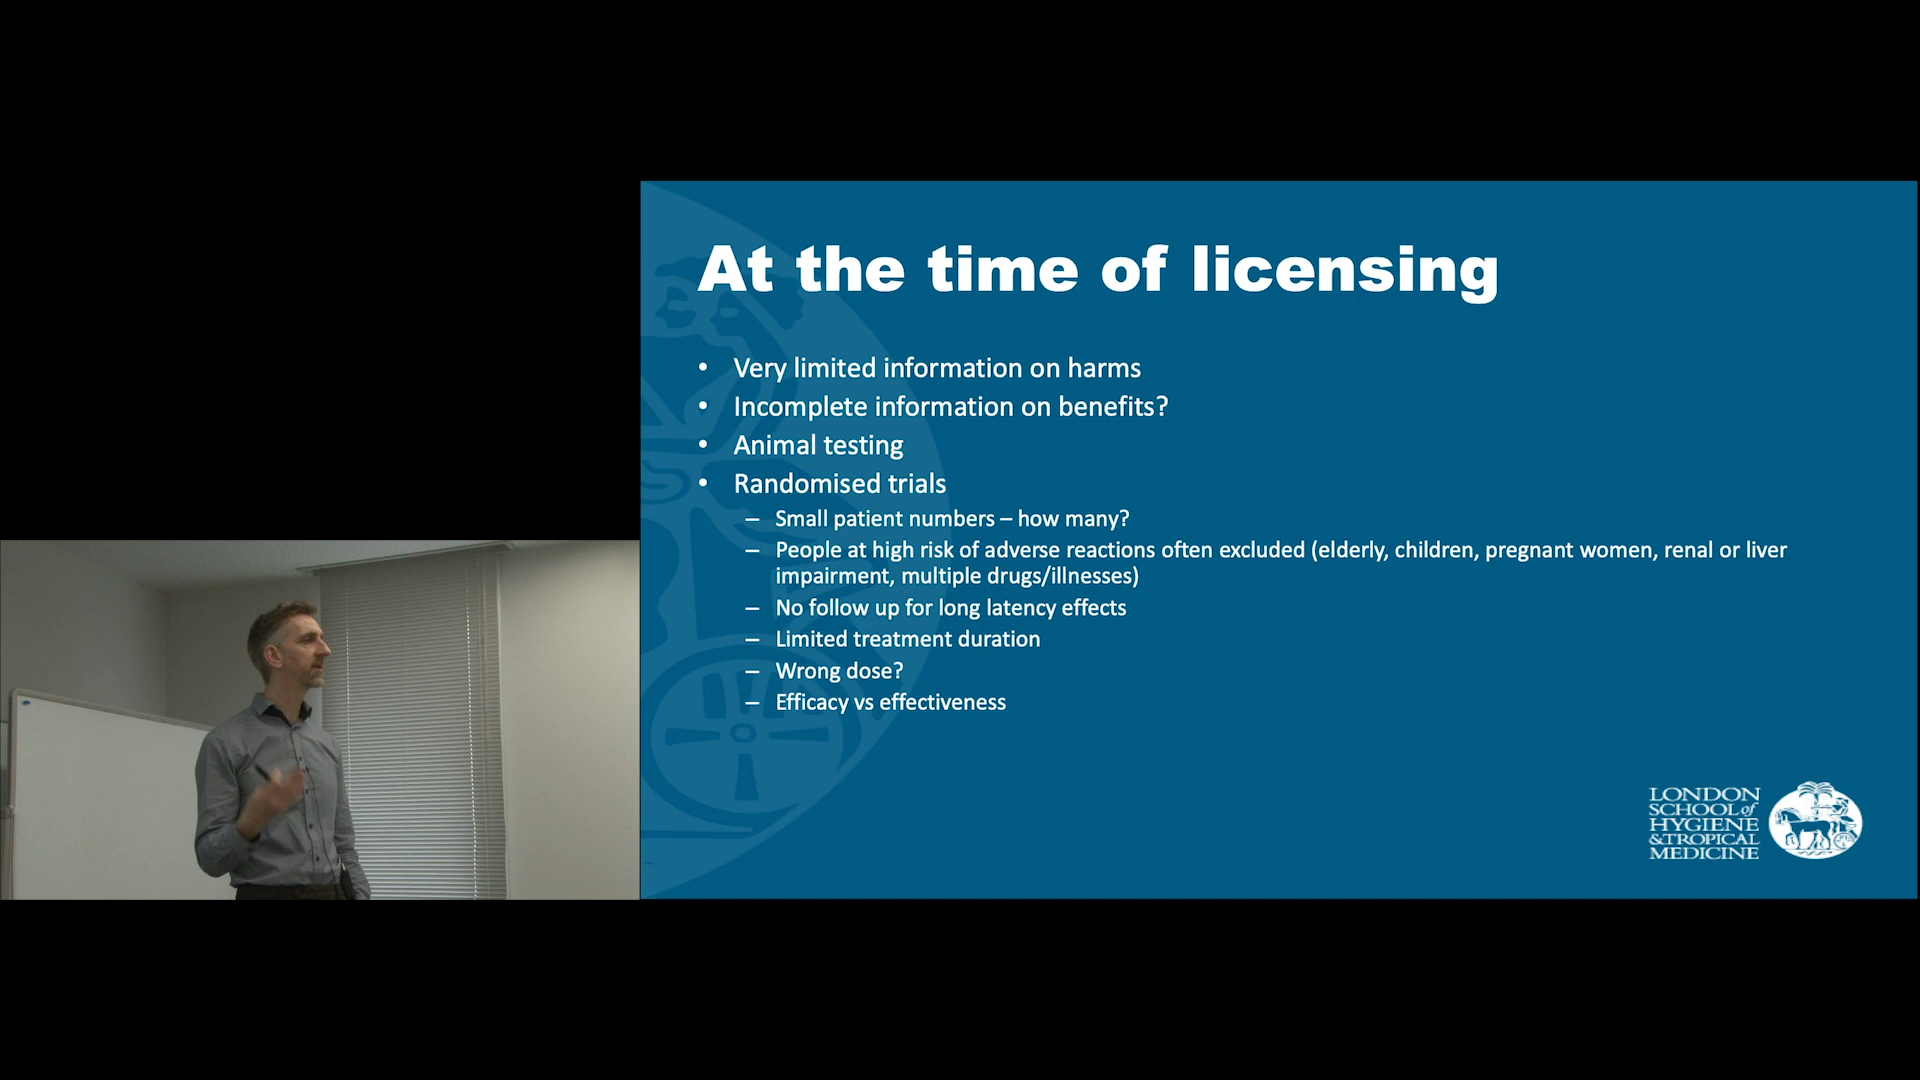 At the time of licensing
• Very limited information on harms
• Incomplete information on benefits?
• Animal testing
• Randomised trials
– Small patient numbers – how many?
– People at high risk of adverse reactions often excluded (elderly, children, pregnant women, renal or liver
impairment, multiple drugs/illnesses)
– No follow up for long latency effects
– Limited treatment duration
– Wrong dose?
– Efficacy vs effectiveness
LONDON
SCHOOL of
HYGIENE
&TROPICAL
MEDICINE